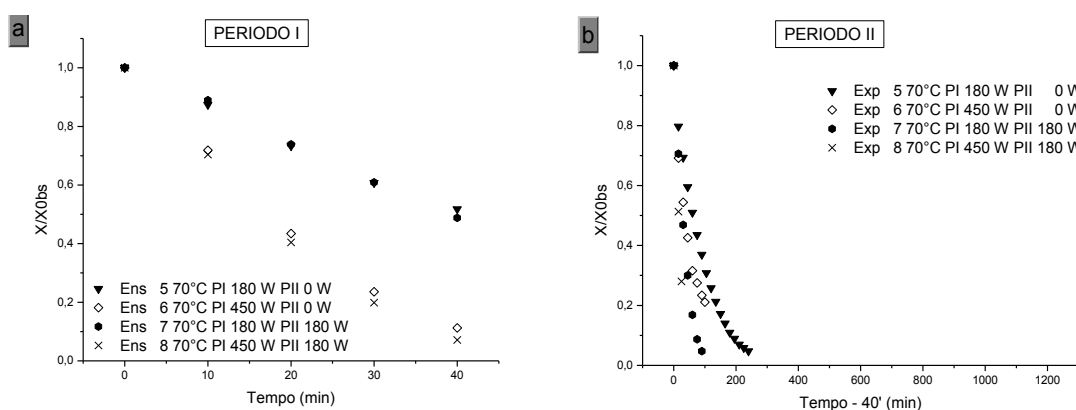 a
PERIODO I
1,0
0,8
0,6
0,4
0,2
0,0
X/X0bs
Ens 5 70°C PI 180 W PII 0 W
Ens 6 70°C PI 450 W PII 0 W
Ens 7 70°C PI 180 W PII 180 W
Ens 8 70°C PI 450 W PII 180 W
0 10 20 30 40
Tempo (min)
b
PERIODO II
1,0
0,8
0,6
0,4
0,2
0,0
X/X0bs
Exp 5 70°C PI 180 W PII 0 W
Exp 6 70°C PI 450 W PII 0 W
Exp 7 70°C PI 180 W PII 180 W
Exp 8 70°C PI 450 W PII 180 W
0 200 400 600 800 1000 1200
Tempo - 40' (min)